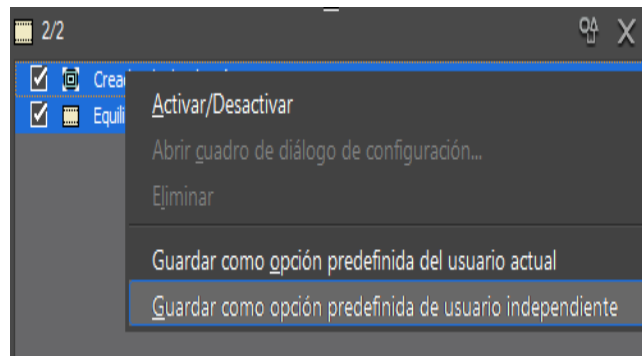 2/2
Activar/Desactivar
Abrir cuadro de diálogo de configuración...
Eliminar
Guardar como opción predefinida del usuario actual
Guardar como opción predefinida de usuario independiente